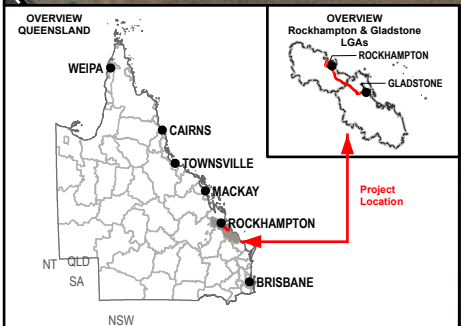 OVERVIEW
QUEENSLAND
WEIPA
CAIRNS
TOWNSVILLE
MACKAY
ROCKHAMPTON
BRISBANE
NT
QLD
SA
NSW
OVERVIEW
Rockhampton & Gladstone
LGAs
ROCKHAMPTON
GLADSTONE
Project
Location